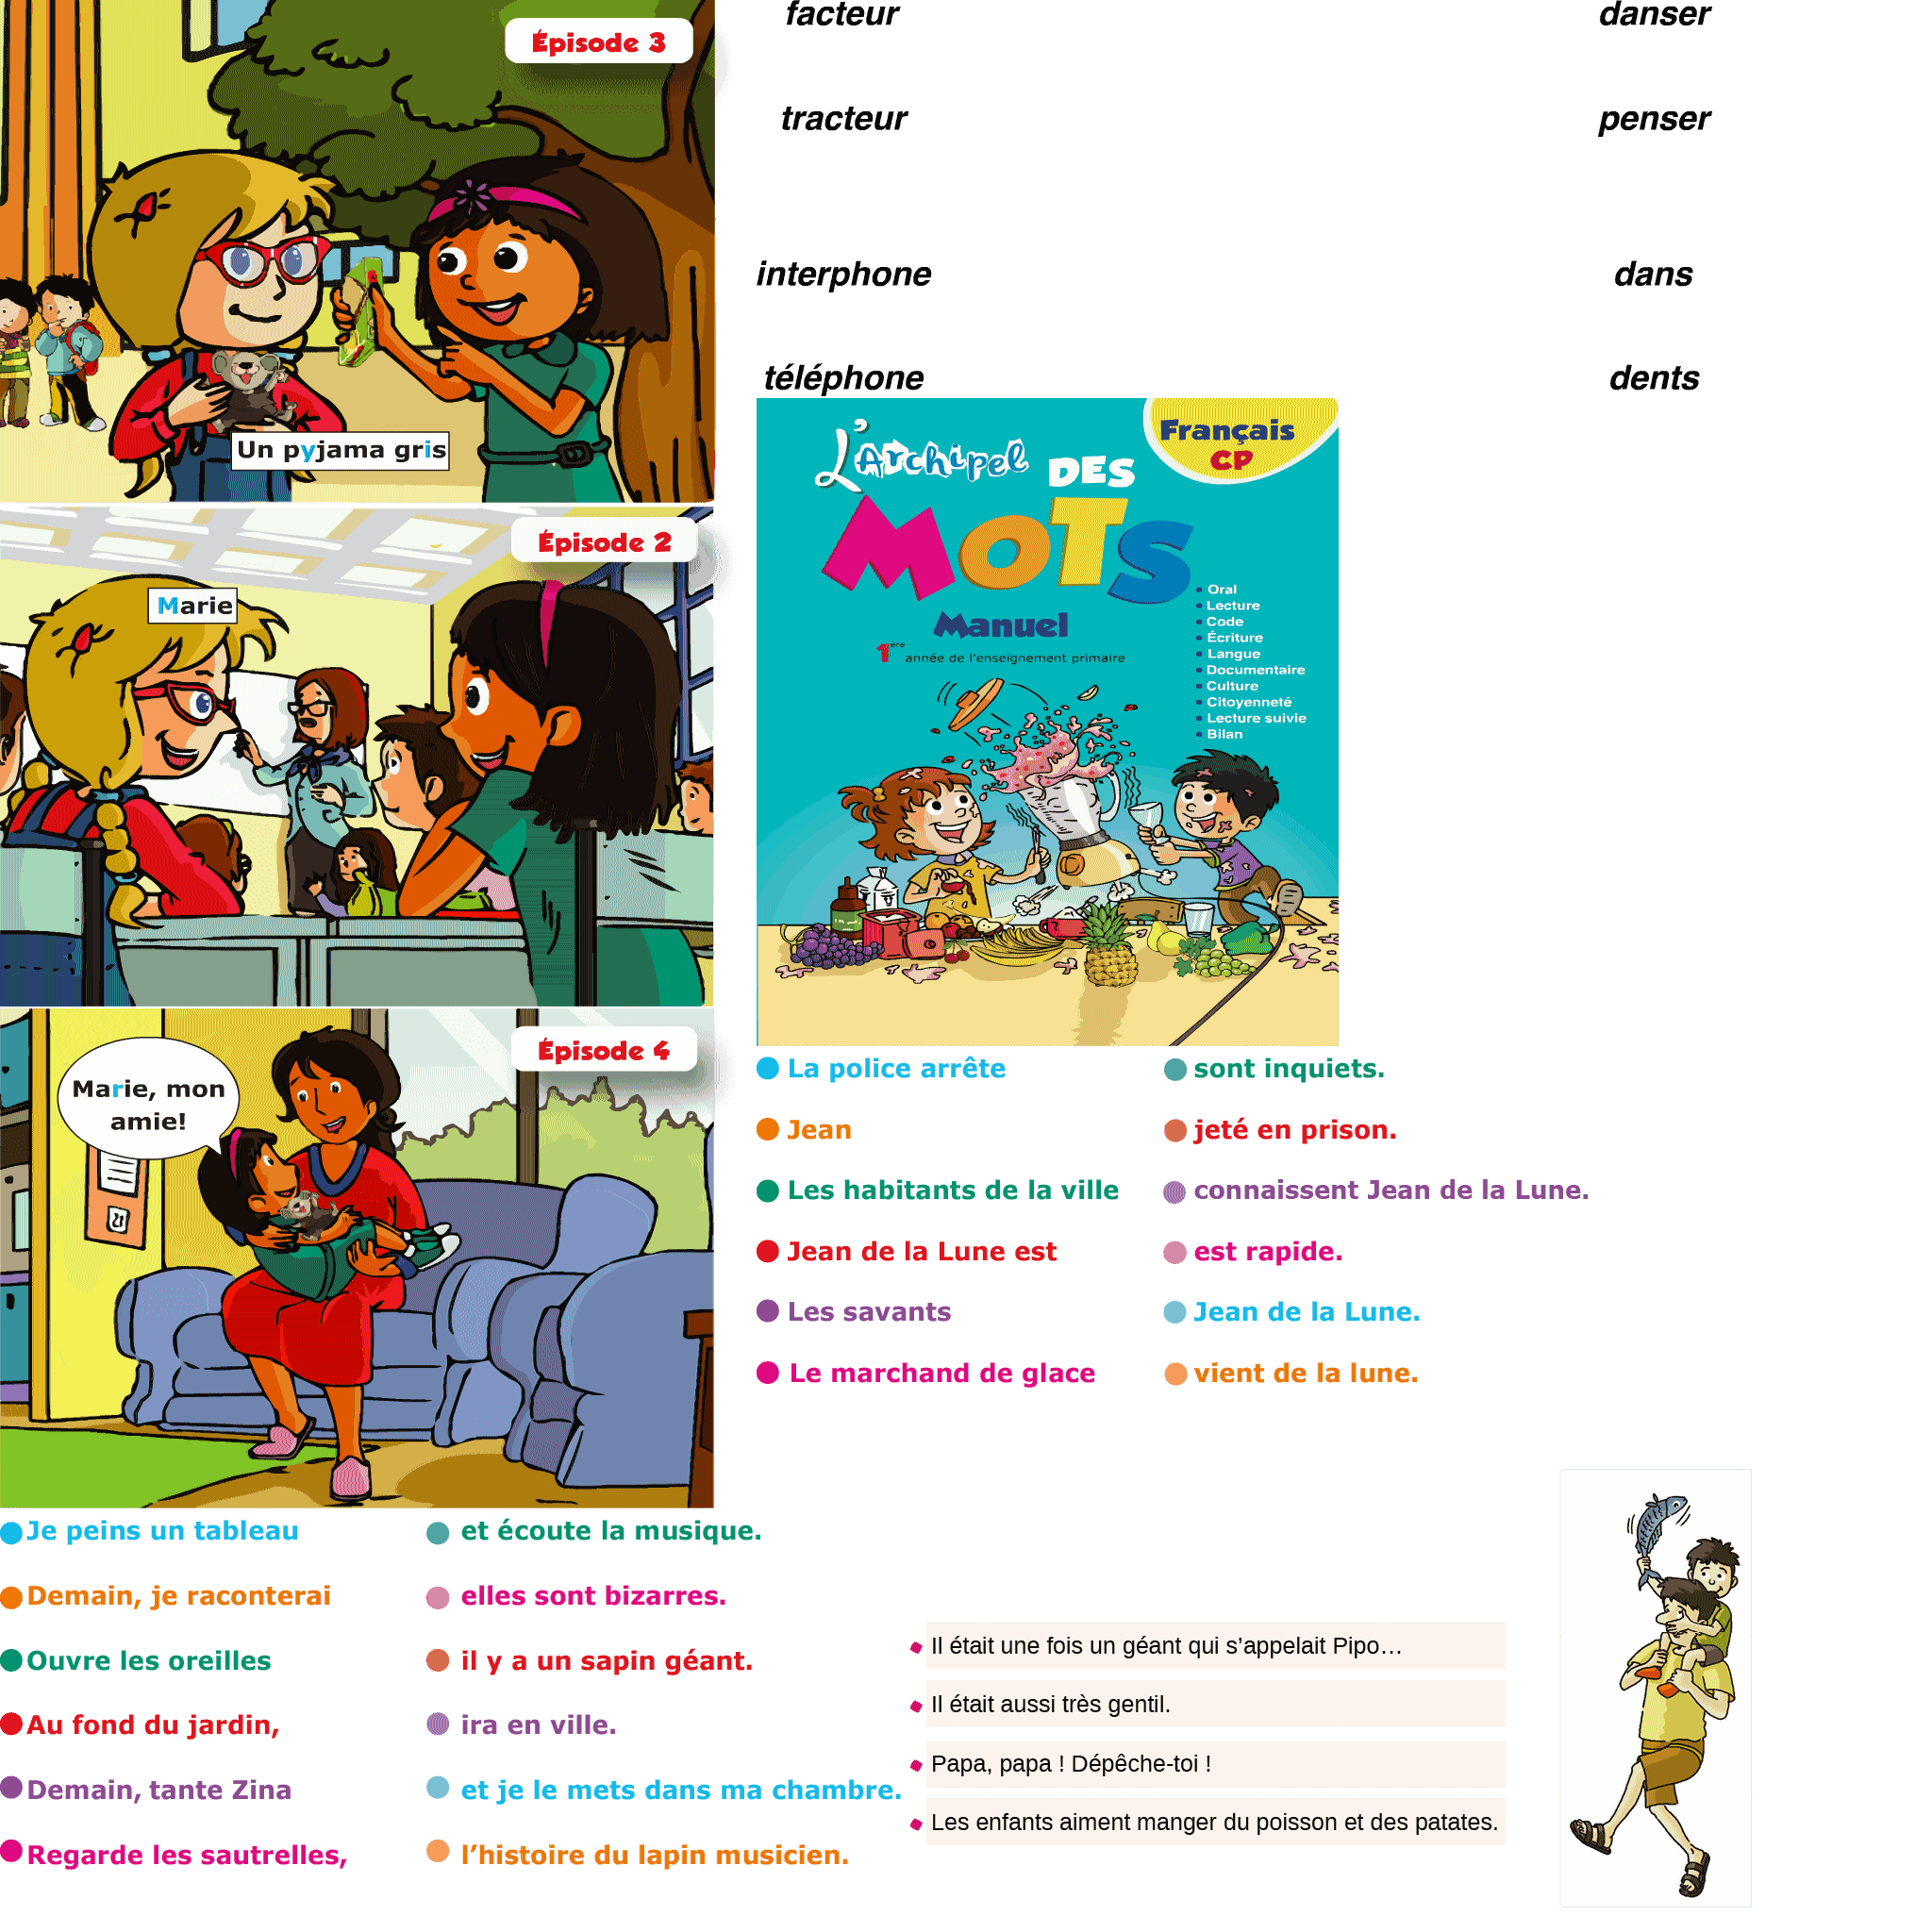 Épisode 3
Un pyjama gris
Épisode 2
Marie
Épisode 4
Marie, mon
amie!
facteur
danser
tracteur
penser
interphone
dans
téléphone
dents
L'Archipel DES
MOTS
Français
CP
Manuel
1ère année de l'enseignement primaire
• Oral
• Lecture
• Code
• Écriture
• Langue
• Documentaire
• Culture
• Citoyenneté
• Lecture suivie
• Bilan
La police arrête
sont inquiets.
Jean
jeté en prison.
Les habitants de la ville
connaissent Jean de la Lune.
Jean de la Lune est
est rapide.
Les savants
Jean de la Lune.
Le marchand de glace
vient de la lune.
Je peins un tableau
et écoute la musique.
Demain, je raconterai
elles sont bizarres.
Ouvre les oreilles
il y a un sapin géant.
Au fond du jardin,
ira en ville.
Demain, tante Zina
et je le mets dans ma chambre.
Regarde les sautrelles,
l’histoire du lapin musicien.
Il était une fois un géant qui s’appelait Pipo…
Il était aussi très gentil.
Papa, papa ! Dépêche-toi !
Les enfants aiment manger du poisson et des patates.